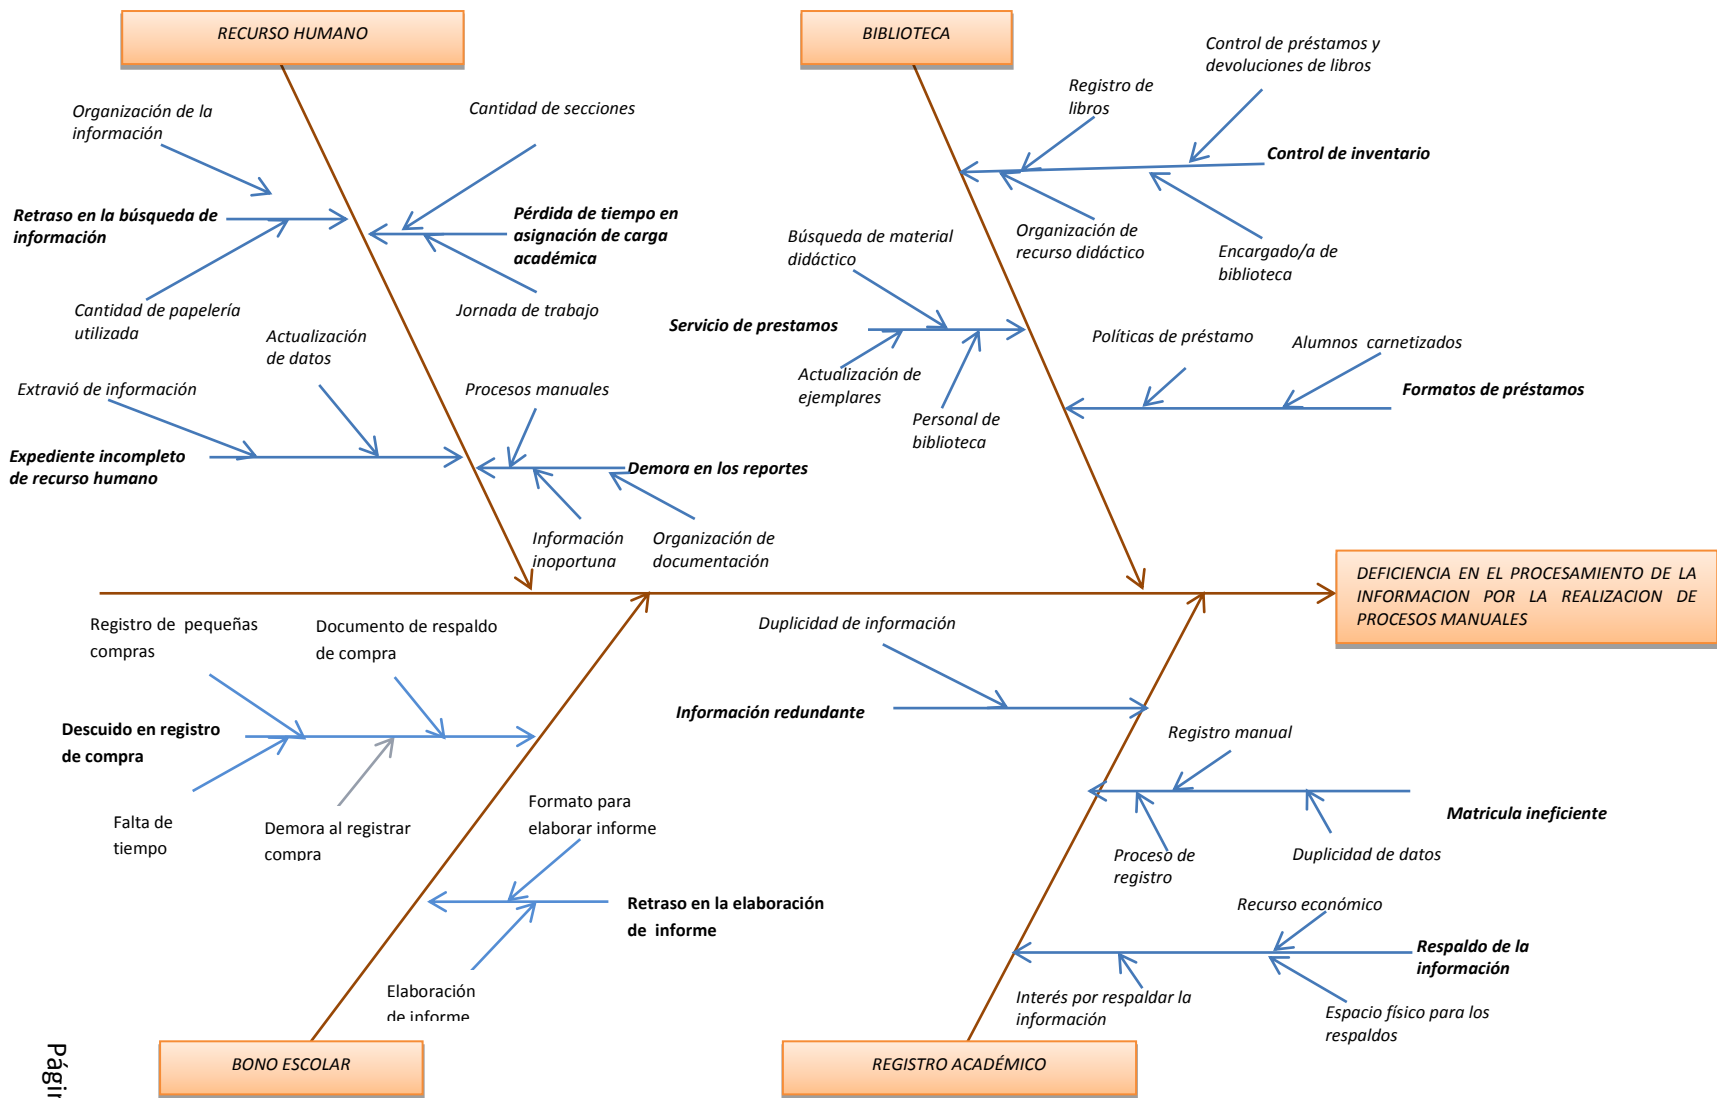 RECURSO HUMANO
BIBLIOTECA
Organización de la
información
Cantidad de secciones
Retraso en la búsqueda de
información
Pérdida de tiempo en
asignación de carga
académica
Cantidad de papelería
utilizada
Jornada de trabajo
Actualización
de datos
Extravió de información
Procesos manuales
Expediente incompleto
de recurso humano
Demora en los reportes
Información
inoportuna
Organización de
documentación
Control de préstamos y
devoluciones de libros
Registro de
libros
Control de inventario
Organización de
recurso didáctico
Encargado/a de
biblioteca
Búsqueda de material
didáctico
Servicio de prestamos
Actualización de
ejemplares
Personal de
biblioteca
Políticas de préstamo
Alumnos  carnetizados
Formatos de préstamos
DEFICIENCIA EN EL PROCESAMIENTO DE LA
INFORMACION POR LA REALIZACION DE
PROCESOS MANUALES
Registro de  pequeñas
compras
Documento de respaldo
de compra
Descuido en registro
de compra
Falta de
tiempo
Demora al registrar
compra
Formato para
elaborar informe
Retraso en la elaboración
de  informe
Elaboración
de informe
BONO ESCOLAR
Duplicidad de información
Información redundante
Registro manual
Matricula ineficiente
Proceso de
registro
Duplicidad de datos
Recurso económico
Respaldo de la
información
Interés por respaldar la
información
Espacio físico para los
respaldos
REGISTRO ACADÉMICO